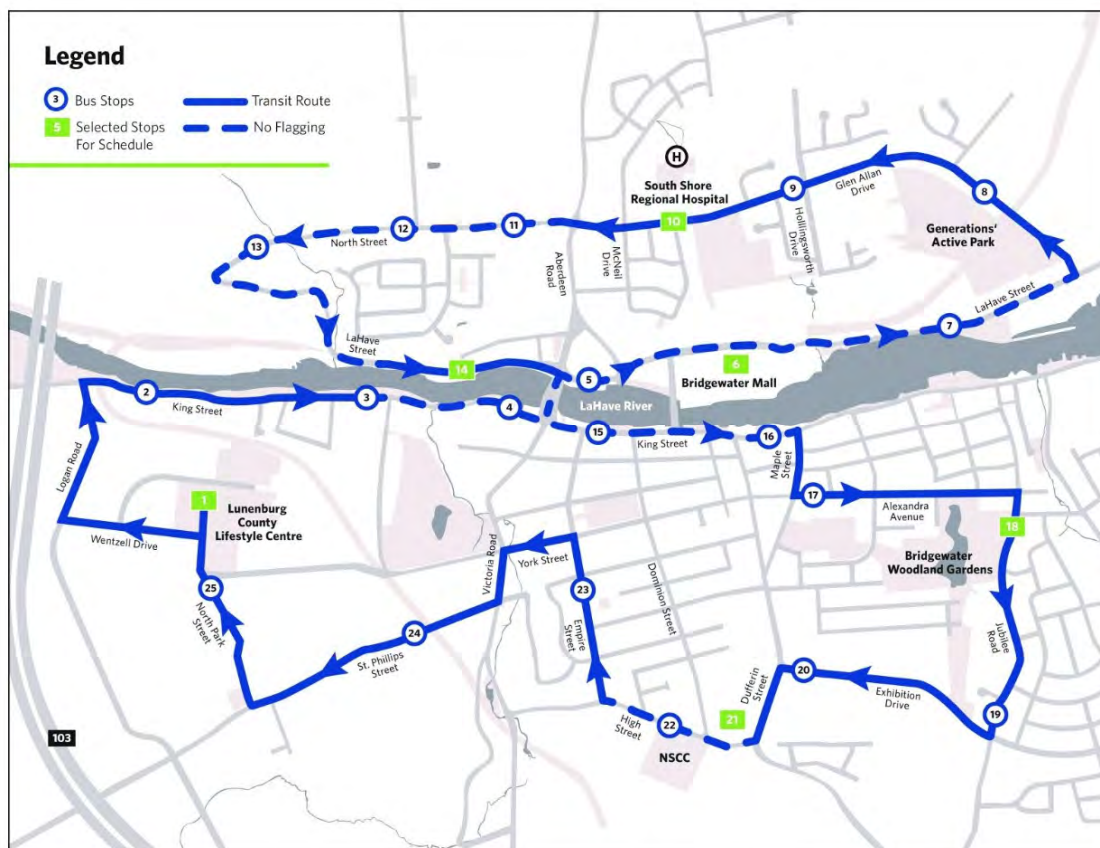 Legend
3 Bus Stops
Transit Route
5 Selected Stops
For Schedule
No Flagging
H
South Shore
Regional Hospital
10
9
Glen Allan
Drive
8
Generations'
Active Park
Hollingsworth
Drive
McNeil
Drive
Aberdeen
Road
11
12
North Street
13
LaHave
Street
14
5
6
Bridgewater Mall
7
LaHave Street
LaHave River
2
King Street
3
4
15
King Street
16
Maple
Street
17
Alexandra
Avenue
18
Bridgewater
Woodland Gardens
Jubilee
Road
19
Exhibition
Drive
20
Dufferin
Street
21
Dominion Street
22
NSCC
High
Street
23
Empire
Street
York Street
Victoria Road
24
St. Phillips
Street
25
North Park
Street
1
Lunenburg
County
Lifestyle Centre
Wentzell Drive
Logan Road
103